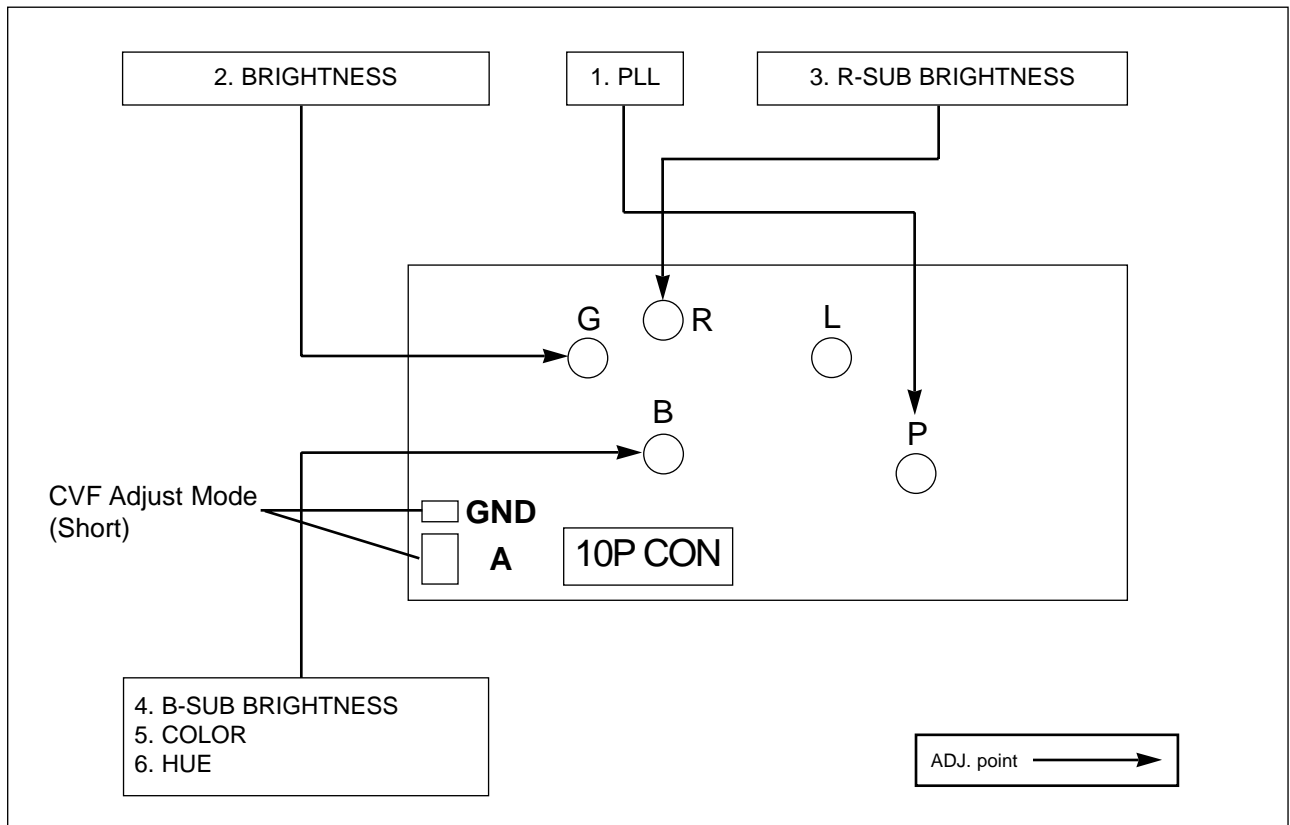 2. BRIGHTNESS
1. PLL
3. R-SUB BRIGHTNESS
G
R
L
B
P
CVF Adjust Mode
(Short)
GND
A
10P CON
4. B-SUB BRIGHTNESS
5. COLOR
6. HUE
ADJ. point